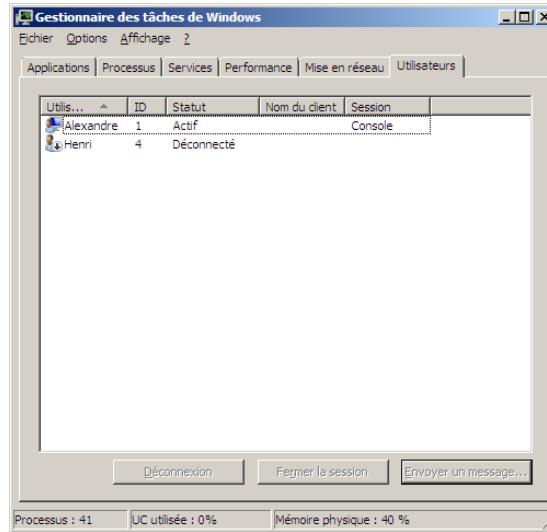 Gestionnaire des tâches de Windows
Fichier Options Affichage ?
Applications Processus Services Performance Mise en réseau Utilisateurs
Utilis... ID Statut Nom du client Session
Alexandre 1 Actif Console
Henri 4 Déconnecté
Déconnexion Fermer la session Envoyer un message...
Processus : 41 UC utilisée : 0% Mémoire physique : 40 %